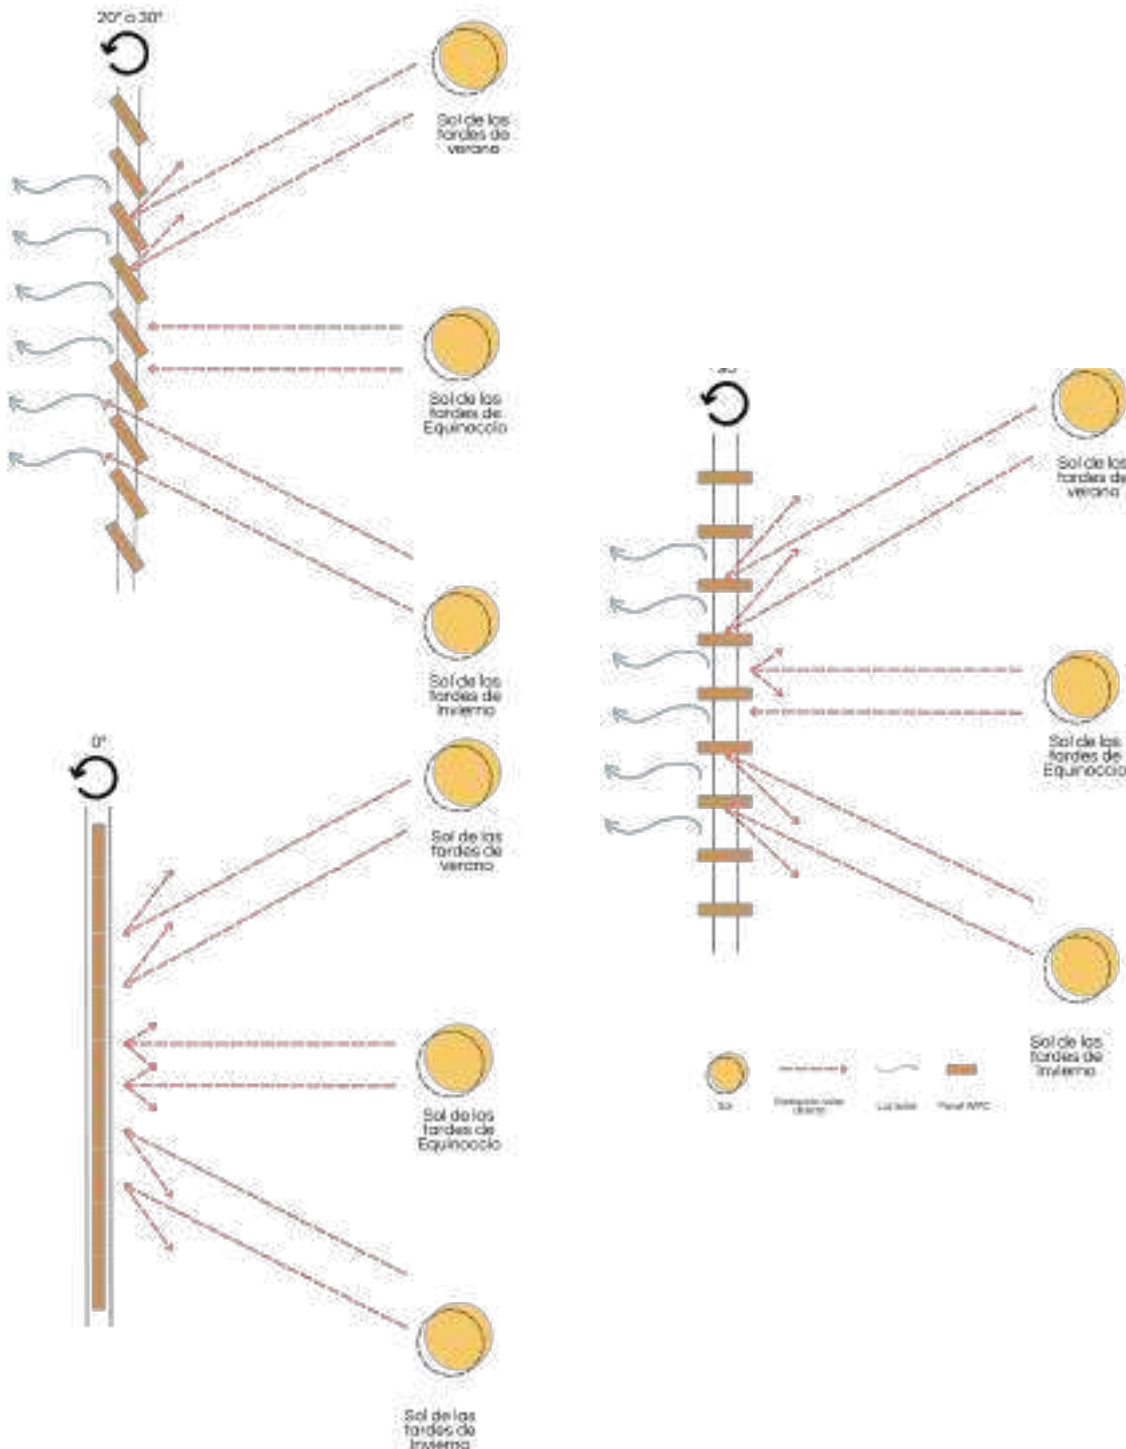 20° a 30°
Sol de las
tardes de
verano
Sol de las
tardes de
Equinoccio
Sol de las
tardes de
Invierno
0°
Sol de las
tardes de
verano
Sol de las
tardes de
Equinoccio
Sol de las
tardes de
Invierno
Sol de las
tardes de
verano
Sol de las
tardes de
Equinoccio
Sol de las
tardes de
Invierno
Sol
solar
directa
Panel WPC